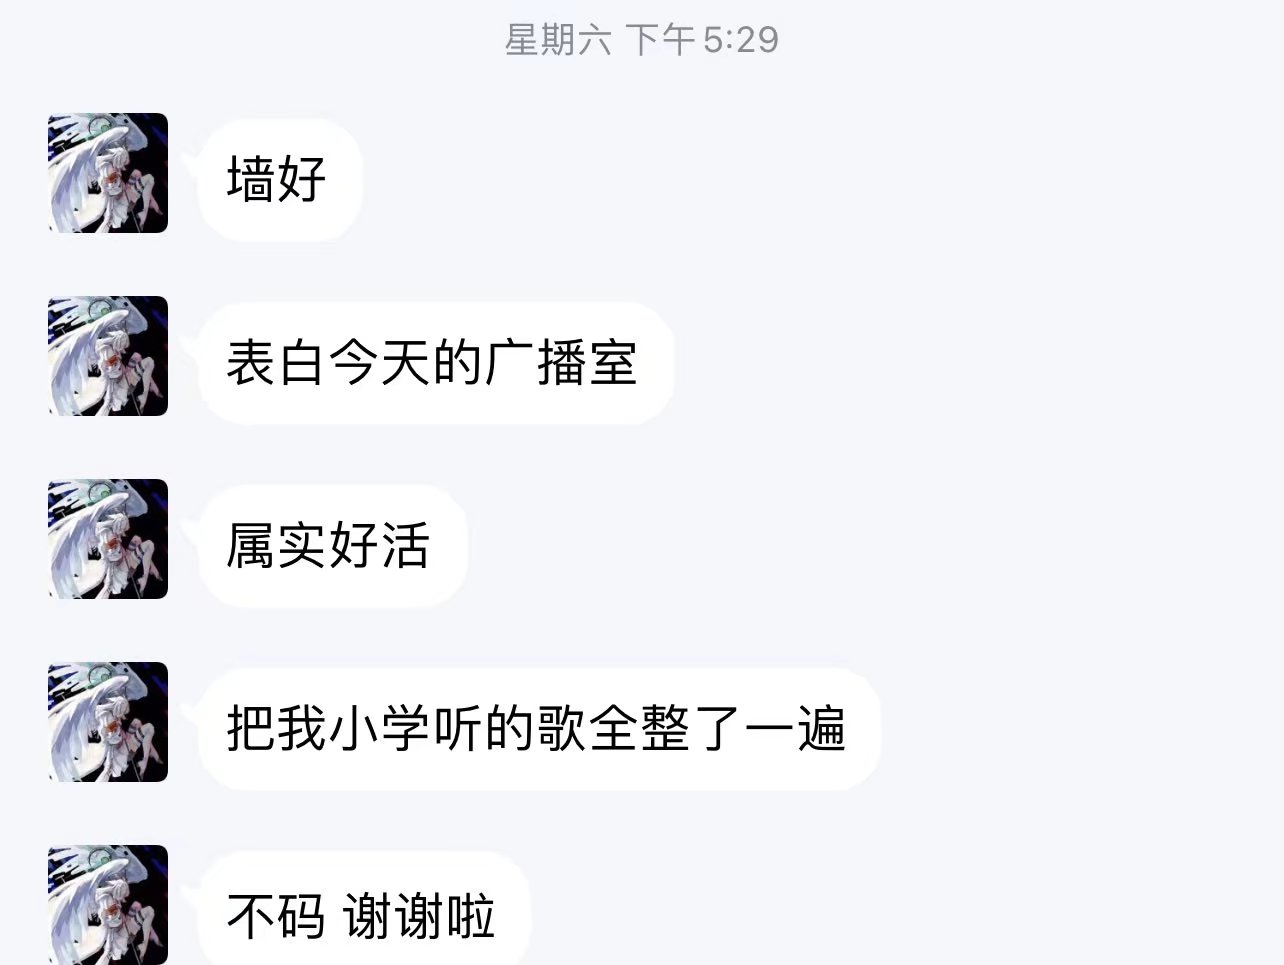 星期六 下午5:29
墙好
表白今天的广播室
属实好活
把我小学听的歌全整了一遍
不码 谢谢啦